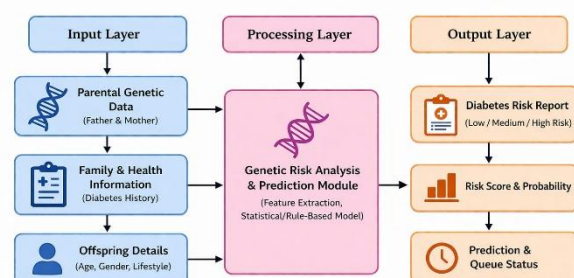 Input Layer
Processing Layer
Output Layer
Parental Genetic
Data
(Father & Mother)
Family & Health
Information
(Diabetes History)
Offspring Details
(Age, Gender, Lifestyle)
Genetic Risk Analysis
& Prediction Module
(Feature Extraction,
Statistical/Rule-Based Model)
Diabetes Risk Report
(Low / Medium / High Risk)
Risk Score & Probability
Prediction &
Queue Status